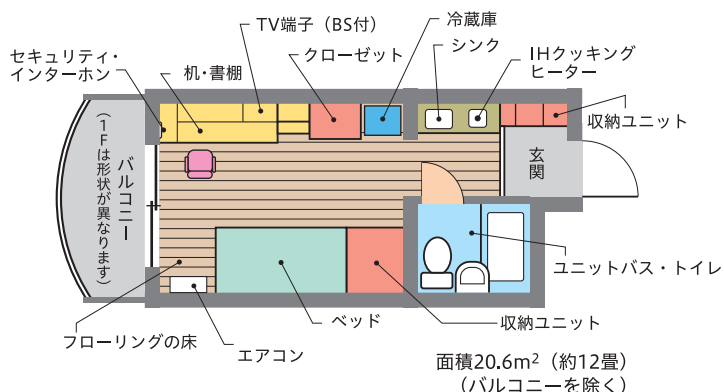 TV端子（BS付）
冷蔵庫
クローゼット
シンク
IHクッキング
ヒーター
セキュリティ・
インターホン
机・書棚
収納ユニット
玄関
バルコニー
（1Fは形状が異なります）
ユニットバス・トイレ
フローリングの床
エアコン
ベッド
収納ユニット
面積20.6m²（約12畳）
（バルコニーを除く）